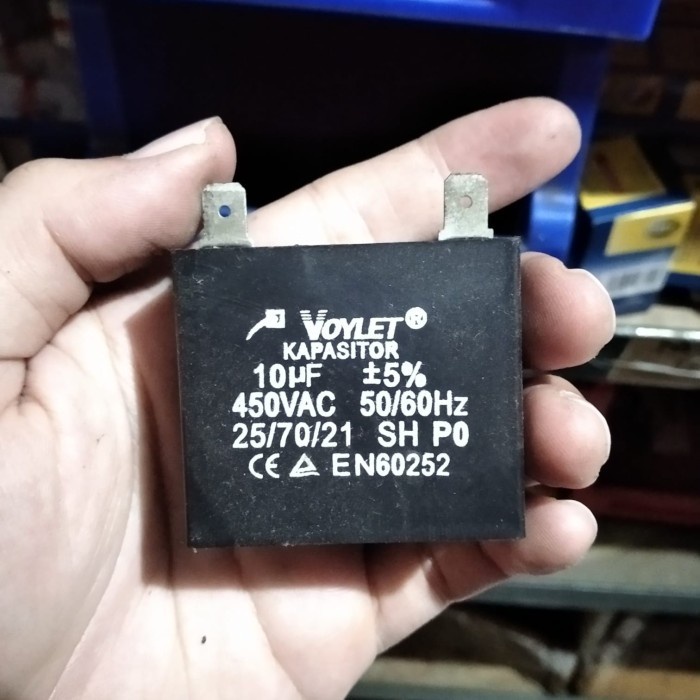 VOYLET®
KAPASITOR
10µF ±5%
450VAC 50/60Hz
25/70/21 SH P0
CE EN60252